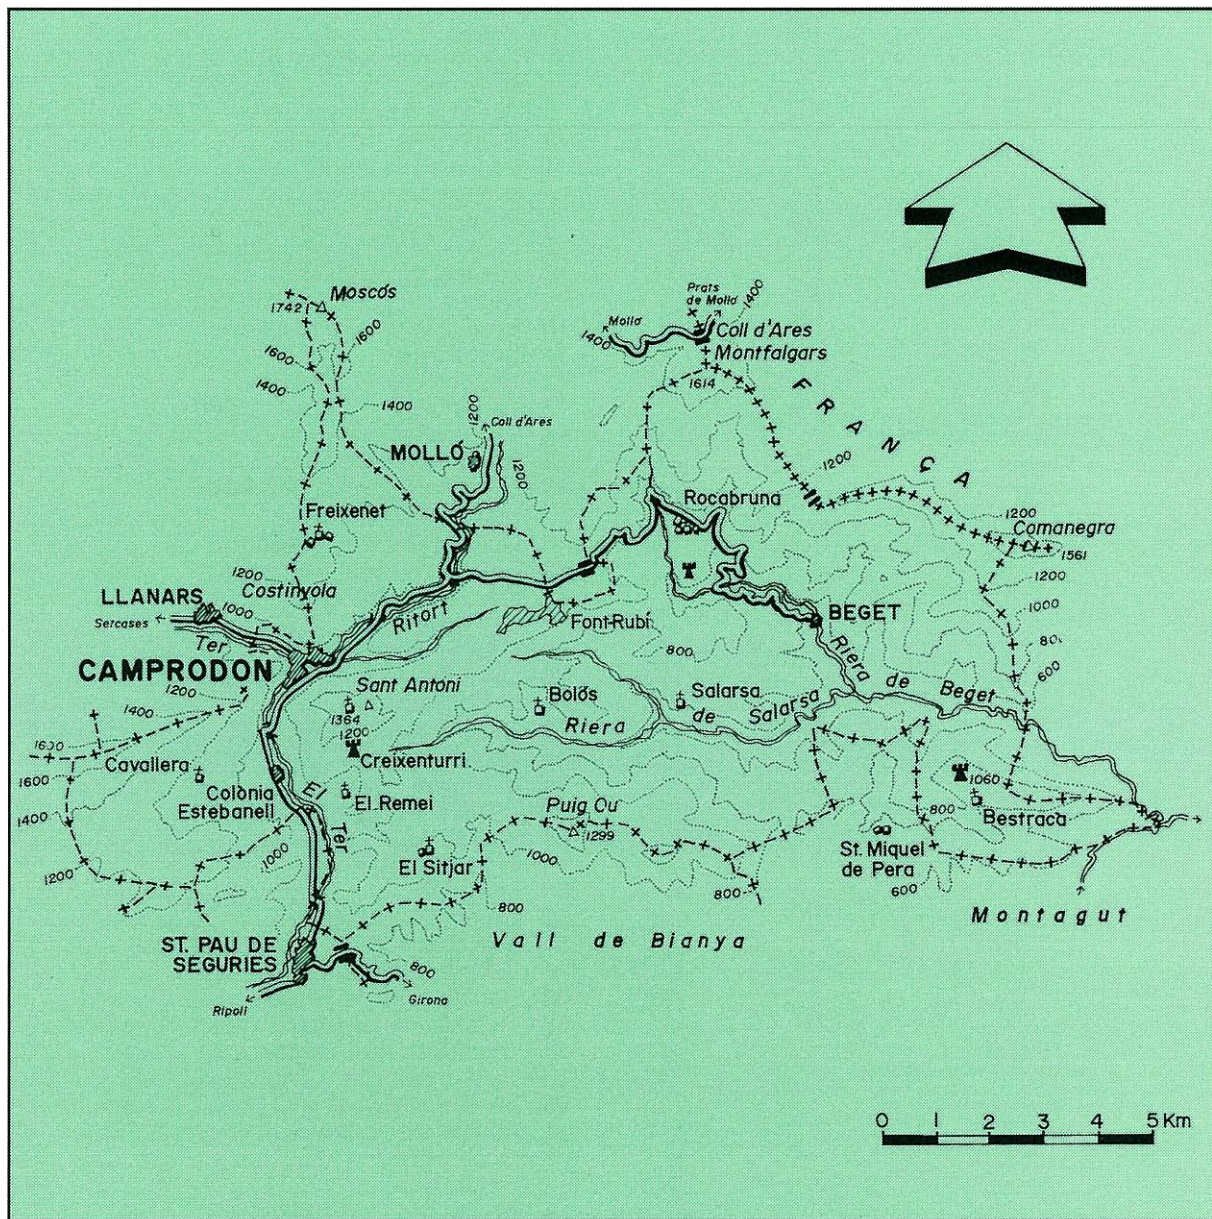 Moscós
1742
1600
1600
1400
1400
Prats
de Molló
1400
Molló
1400
Coll d'Ares
Montfalgars
1614
FRANÇA
1200
1200
Coll d'Ares
MOLLÓ
1200
Rocabruna
1200
Comanegra
1561
Freixenet
1200
Costinyola
1200
1000
LLANARS
1000
Sercases
Ter
Ritort
Font-Rubí
BEGET
800
600
CAMPRODON
800
Riera de Beget
Sant Antoni
1364
1200
Bolós
Salarsa
Riera de Salarsa
1200
1400
1600
1600
1400
1200
Cavallera
Creixenturri
Colònia
Estebanell
El Ter
El Remei
1060
800
Bestraca
Puig Ou
1299
1000
1000
El Sitjar
St. Miquel
de Pera
600
800
800
800
Montagut
Vall de Bianya
ST. PAU DE
SEGURIES
800
Ripoll
Girona
0 1 2 3 4 5 Km